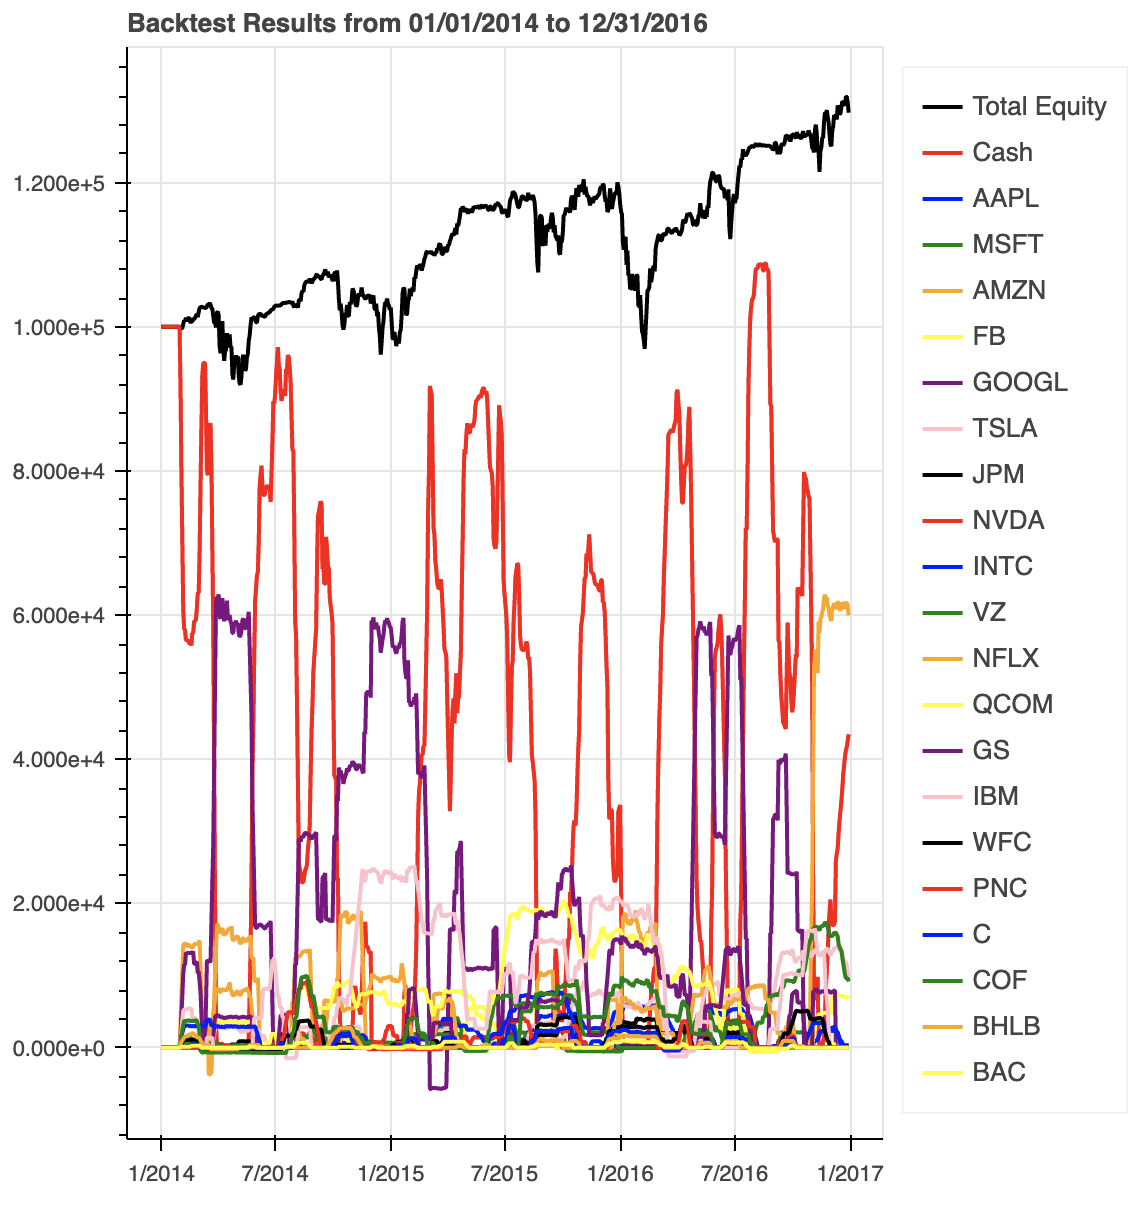 Backtest Results from 01/01/2014 to 12/31/2016
1.200e+5
1.000e+5
8.000e+4
6.000e+4
4.000e+4
2.000e+4
0.000e+0
1/2014
7/2014
1/2015
7/2015
1/2016
7/2016
1/2017
Total Equity
Cash
AAPL
MSFT
AMZN
FB
GOOGL
TSLA
JPM
NVDA
INTC
VZ
NFLX
QCOM
GS
IBM
WFC
PNC
C
COF
BHLB
BAC